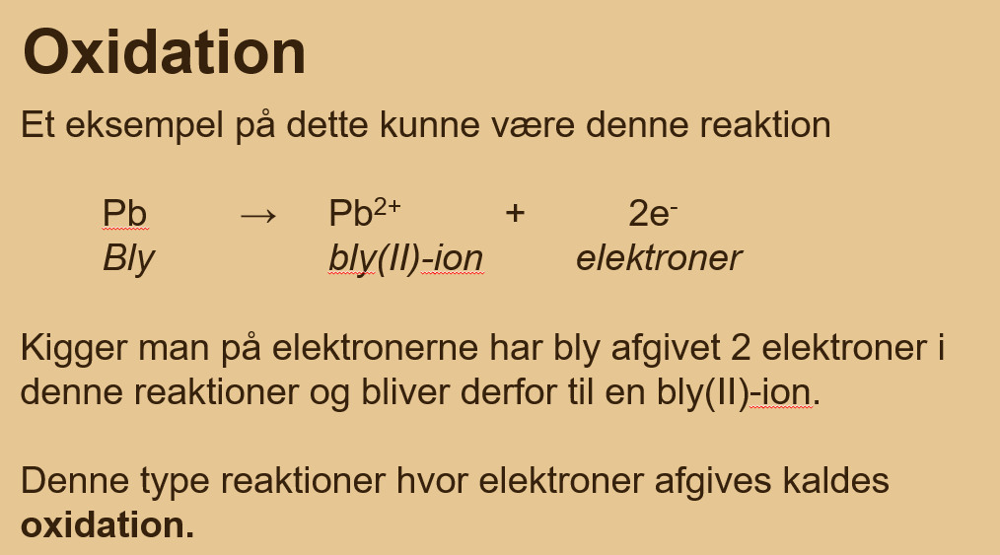 Oxidation
Et eksempel på dette kunne være denne reaktion
Pb → Pb²⁺ + 2e⁻
Bly bly(II)-ion elektroner
Kigger man på elektronerne har bly afgivet 2 elektroner i
denne reaktioner og bliver derfor til en bly(II)-ion.
Denne type reaktioner hvor elektroner afgives kaldes
oxidation.